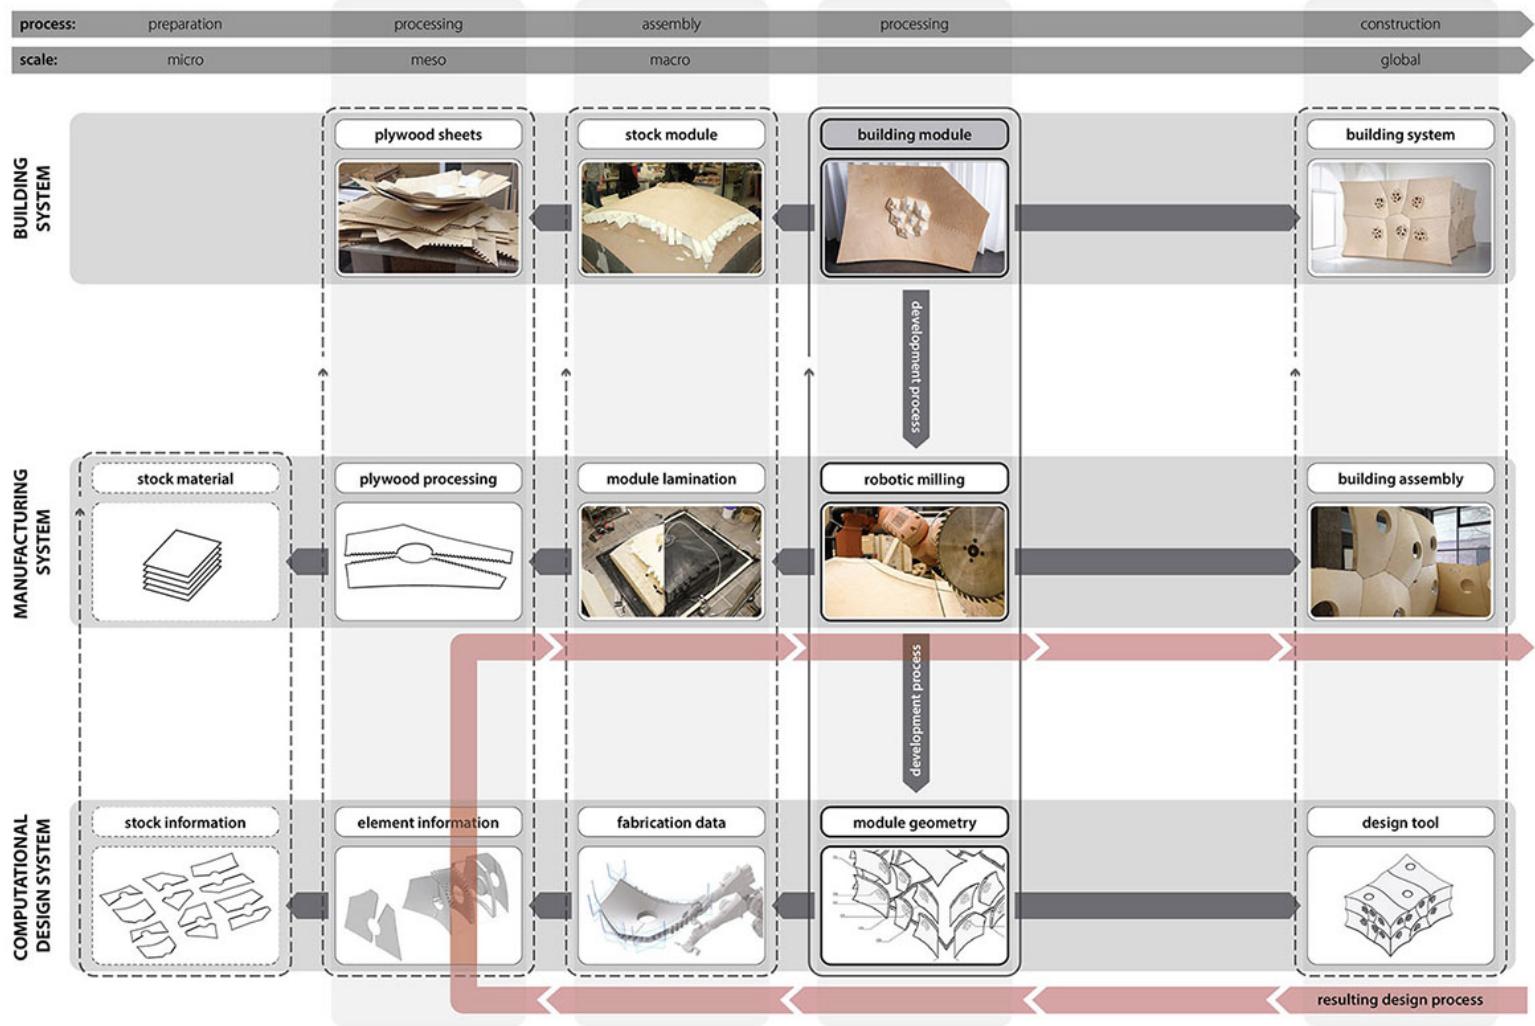 process: preparation processing assembly processing construction
scale: micro meso macro global
BUILDING
SYSTEM
plywood sheets
stock module
building module
building system
development process
MANUFACTURING
SYSTEM
stock material
plywood processing
module lamination
robotic milling
building assembly
development process
COMPUTATIONAL
DESIGN SYSTEM
stock information
element information
fabrication data
module geometry
design tool
resulting design process